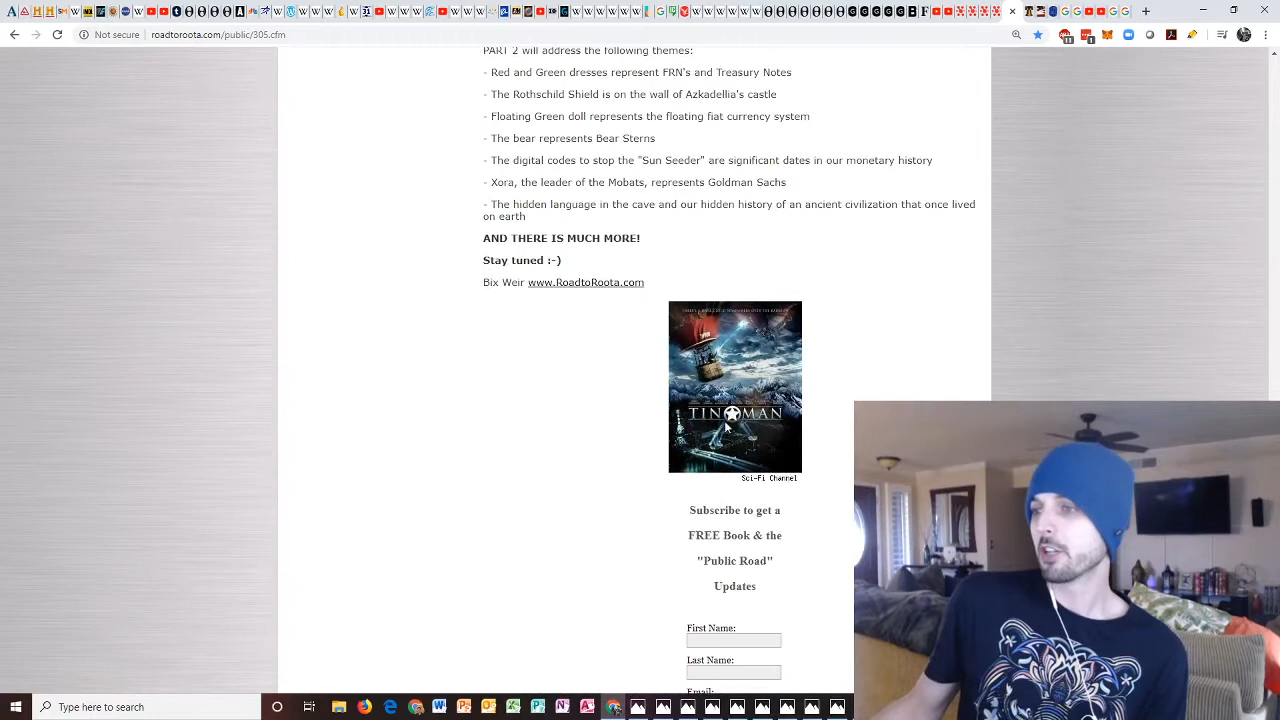 Not secure
roadtoroota.com/public/305.cfm
11
1
PART 2 will address the following themes:
- Red and Green dresses represent FRN's and Treasury Notes
- The Rothschild Shield is on the wall of Azkadellia's castle
- Floating Green doll represents the floating fiat currency system
- The bear represents Bear Sterns
- The digital codes to stop the "Sun Seeder" are significant dates in our monetary history
- Xora, the leader of the Mobats, represents Goldman Sachs
- The hidden language in the cave and our hidden history of an ancient civilization that once lived
on earth
AND THERE IS MUCH MORE!
Stay tuned :-)
Bix Weir www.RoadtoRoota.com
TIN MAN
Sci-Fi Channel
Subscribe to get a
FREE Book & the
"Public Road"
Updates
First Name:
Last Name:
Email:
Type here to search